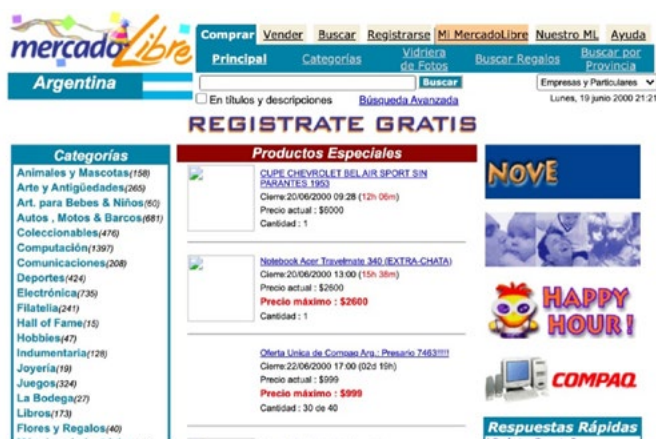 mercado libre
Comprar Vender Buscar Registrarse Mi MercadoLibre Nuestro ML Ayuda
Principal Categorías Vidriera de Fotos Buscar Regalos Buscar por Provincia
Argentina
Buscar
Empresas y Particulares
En títulos y descripciones Búsqueda Avanzada
Lunes, 19 junio 2000 21:21
REGISTRATE GRATIS
Categorías
Animales y Mascotas(158)
Arte y Antigüedades(265)
Art. para Bebes & Niños(60)
Autos , Motos & Barcos(681)
Coleccionables(476)
Computación(1397)
Comunicaciones(208)
Deportes(424)
Electrónica(735)
Filatelia(241)
Hall of Fame(15)
Hobbies(47)
Indumentaria(128)
Joyería(19)
Juegos(324)
La Bodega(27)
Libros(173)
Flores y Regalos(40)
Productos Especiales
CUPE CHEVROLET BEL AIR SPORT SIN
PARANTES 1953
Cierre:20/06/2000 09:28 (12h 06m)
Precio actual : $6000
Cantidad : 1
Notebook Acer Travelmate 340 (EXTRA-CHATA)
Cierre:20/06/2000 13:00 (15h 38m)
Precio actual : $2600
Precio máximo : $2600
Cantidad : 1
Oferta Unica de Compaq Arg.: Presario 7463!!!!!
Cierre:22/06/2000 17:00 (02d 19h)
Precio actual : $999
Precio máximo : $999
Cantidad : 30 de 40
NOVE
HAPPY
HOUR!
COMPAQ
Respuestas Rápidas